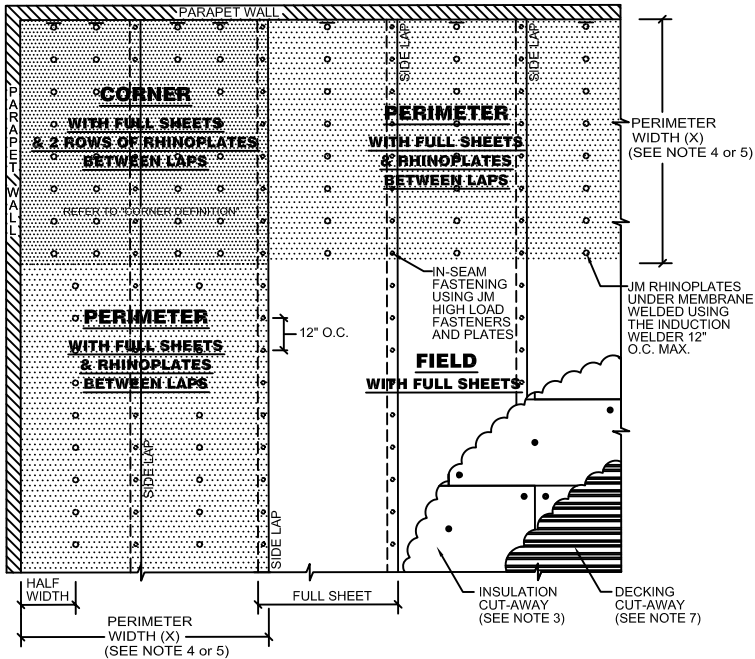 PARAPET WALL
PARAPET WALL
CORNER
WITH FULL SHEETS
& 2 ROWS OF RHINOPLATES
BETWEEN LAPS
REFER TO "CORNER DEFINITION"
SIDE LAP
SIDE LAP
PERIMETER
WITH FULL SHEETS
& RHINOPLATES
BETWEEN LAPS
PERIMETER
WIDTH (X)
(SEE NOTE 4 or 5)
IN-SEAM
FASTENING
USING JM
HIGH LOAD
FASTENERS
AND PLATES
JM RHINOPLATES
UNDER MEMBRANE
WELDED USING
THE INDUCTION
WELDER 12"
O.C. MAX.
PERIMETER
WITH FULL SHEETS
& RHINOPLATES
BETWEEN LAPS
12" O.C.
FIELD
WITH FULL SHEETS
SIDE LAP
SIDE LAP
HALF
WIDTH
FULL SHEET
INSULATION
CUT-AWAY
(SEE NOTE 3)
DECKING
CUT-AWAY
(SEE NOTE 7)
PERIMETER
WIDTH (X)
(SEE NOTE 4 or 5)